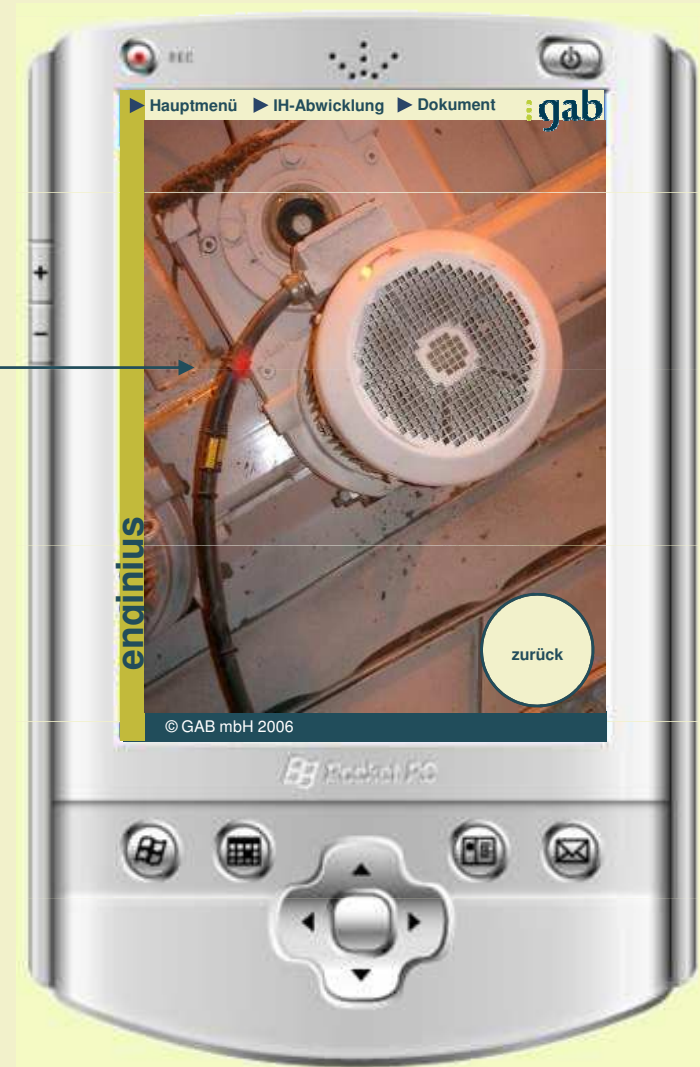 REC
▶ Hauptmenü ▶ IH-Abwicklung ▶ Dokument
gab
+
−
enginius
zurück
© GAB mbH 2006
Pocket PC